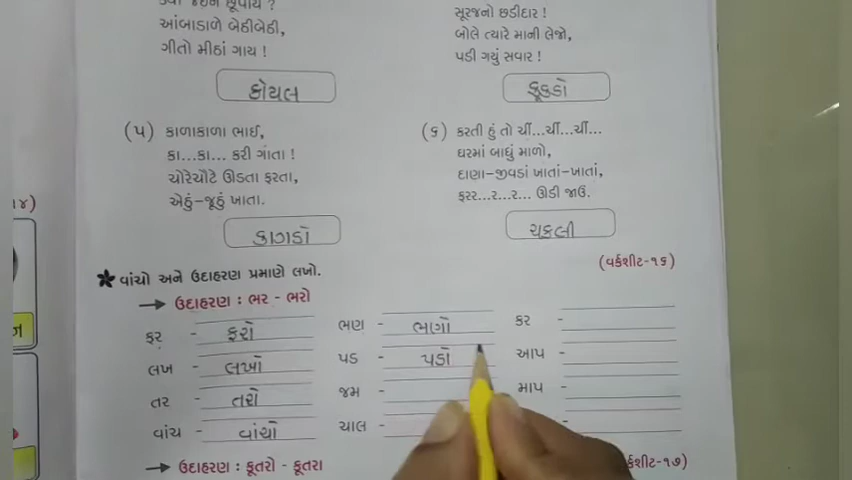 આંબાડાળે બેઠીબેઠી,
ગીતો મીઠાં ગાય !
કોયલ
સૂરજનો છડીદાર !
બોલે ત્યારે માની લેજો,
પડી ગયું સવાર !
કૂકડો
(૫) કાળાકાળા ભાઈ,
કા...કા... કરી ગાતા !
ચોરેચૌટે ઊડતા ફરતા,
એઠું-જૂઠું ખાતા.
કાગડો
(૬) કરતી હું તો ચીં...ચીં...ચીં...
ઘરમાં બાધું માળો,
દાણા-જીવડાં ખાતાં-ખાતાં,
ફરર...ર...ર... ઊડી જાઉં.
ચકલી
(વર્કશીટ-૧૬)
વાંચો અને ઉદાહરણ પ્રમાણે લખો.
ઉદાહરણ : ભર - ભરો
ફર - ફરો
લખ - લખો
તર - તરો
વાંચ - વાંચો
ભણ - ભાગો
પડ - પડો
જમ -
ચાલ -
કર -
આપ -
માપ -
ઉદાહરણ : કૂતરો - કૂતરા